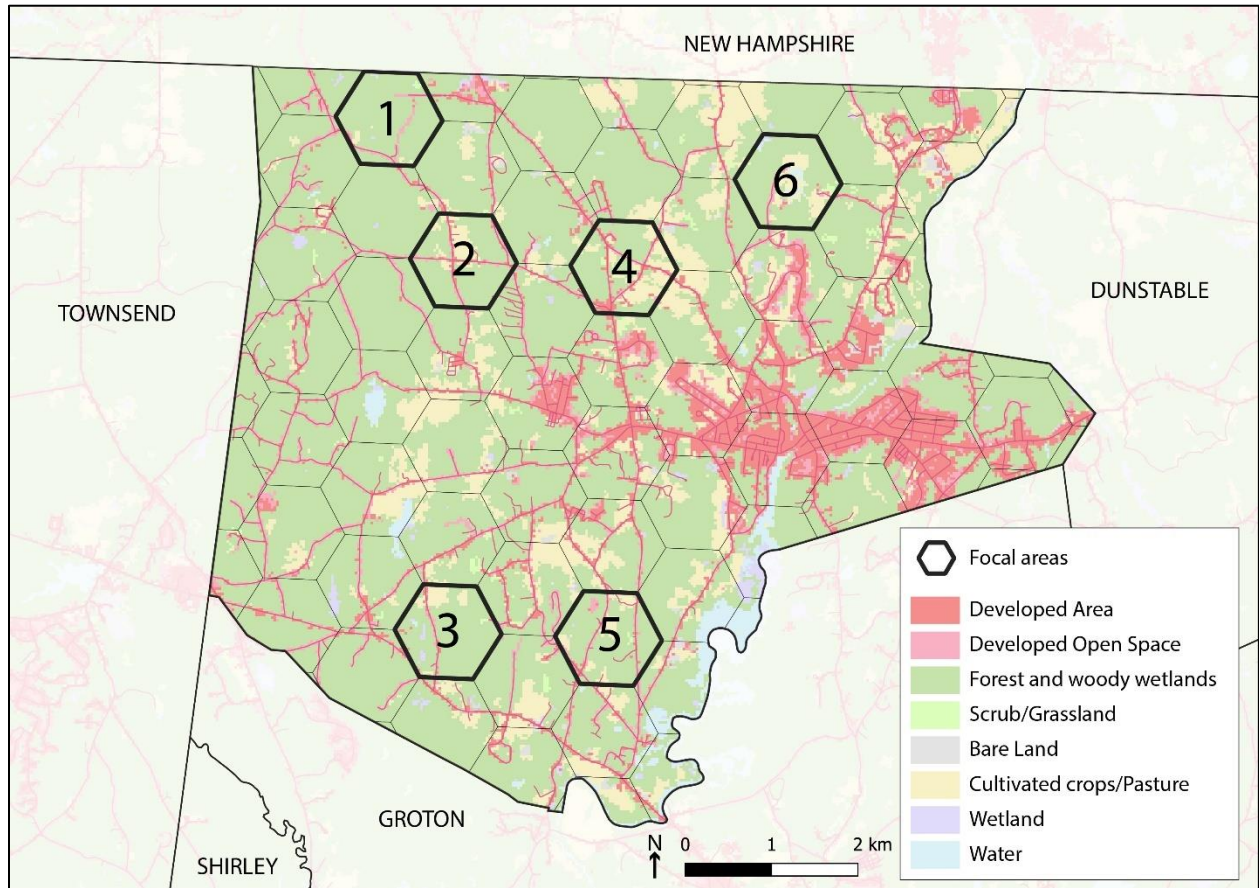 NEW HAMPSHIRE
1
6
2
4
TOWNSEND
DUNSTABLE
3
5
GROTON
SHIRLEY
N
0 1 2 km
Focal areas
Developed Area
Developed Open Space
Forest and woody wetlands
Scrub/Grassland
Bare Land
Cultivated crops/Pasture
Wetland
Water